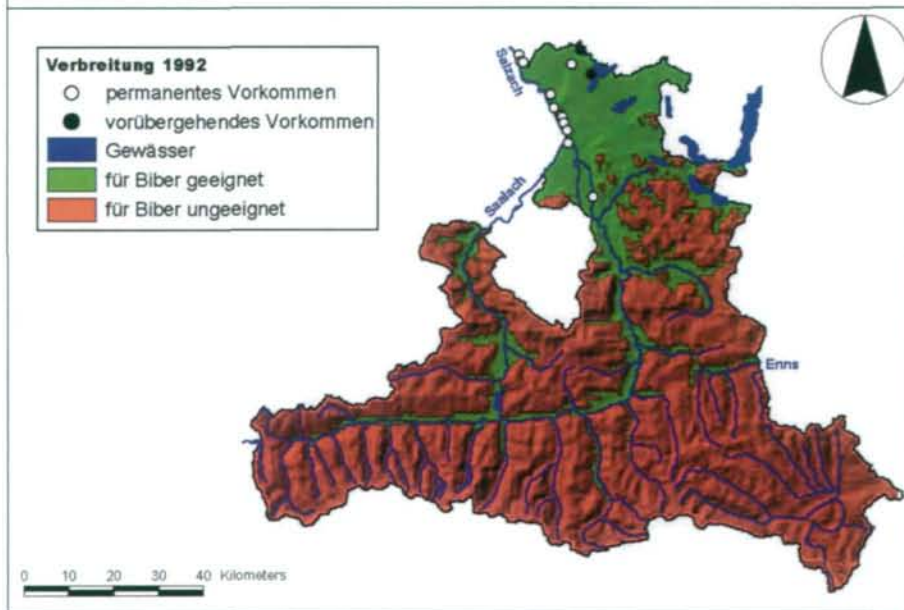 Verbreitung 1992
permanentes Vorkommen
vorübergehendes Vorkommen
Gewässer
für Biber geeignet
für Biber ungeeignet
Salzach
Saalach
Enns
0 10 20 30 40 Kilometers